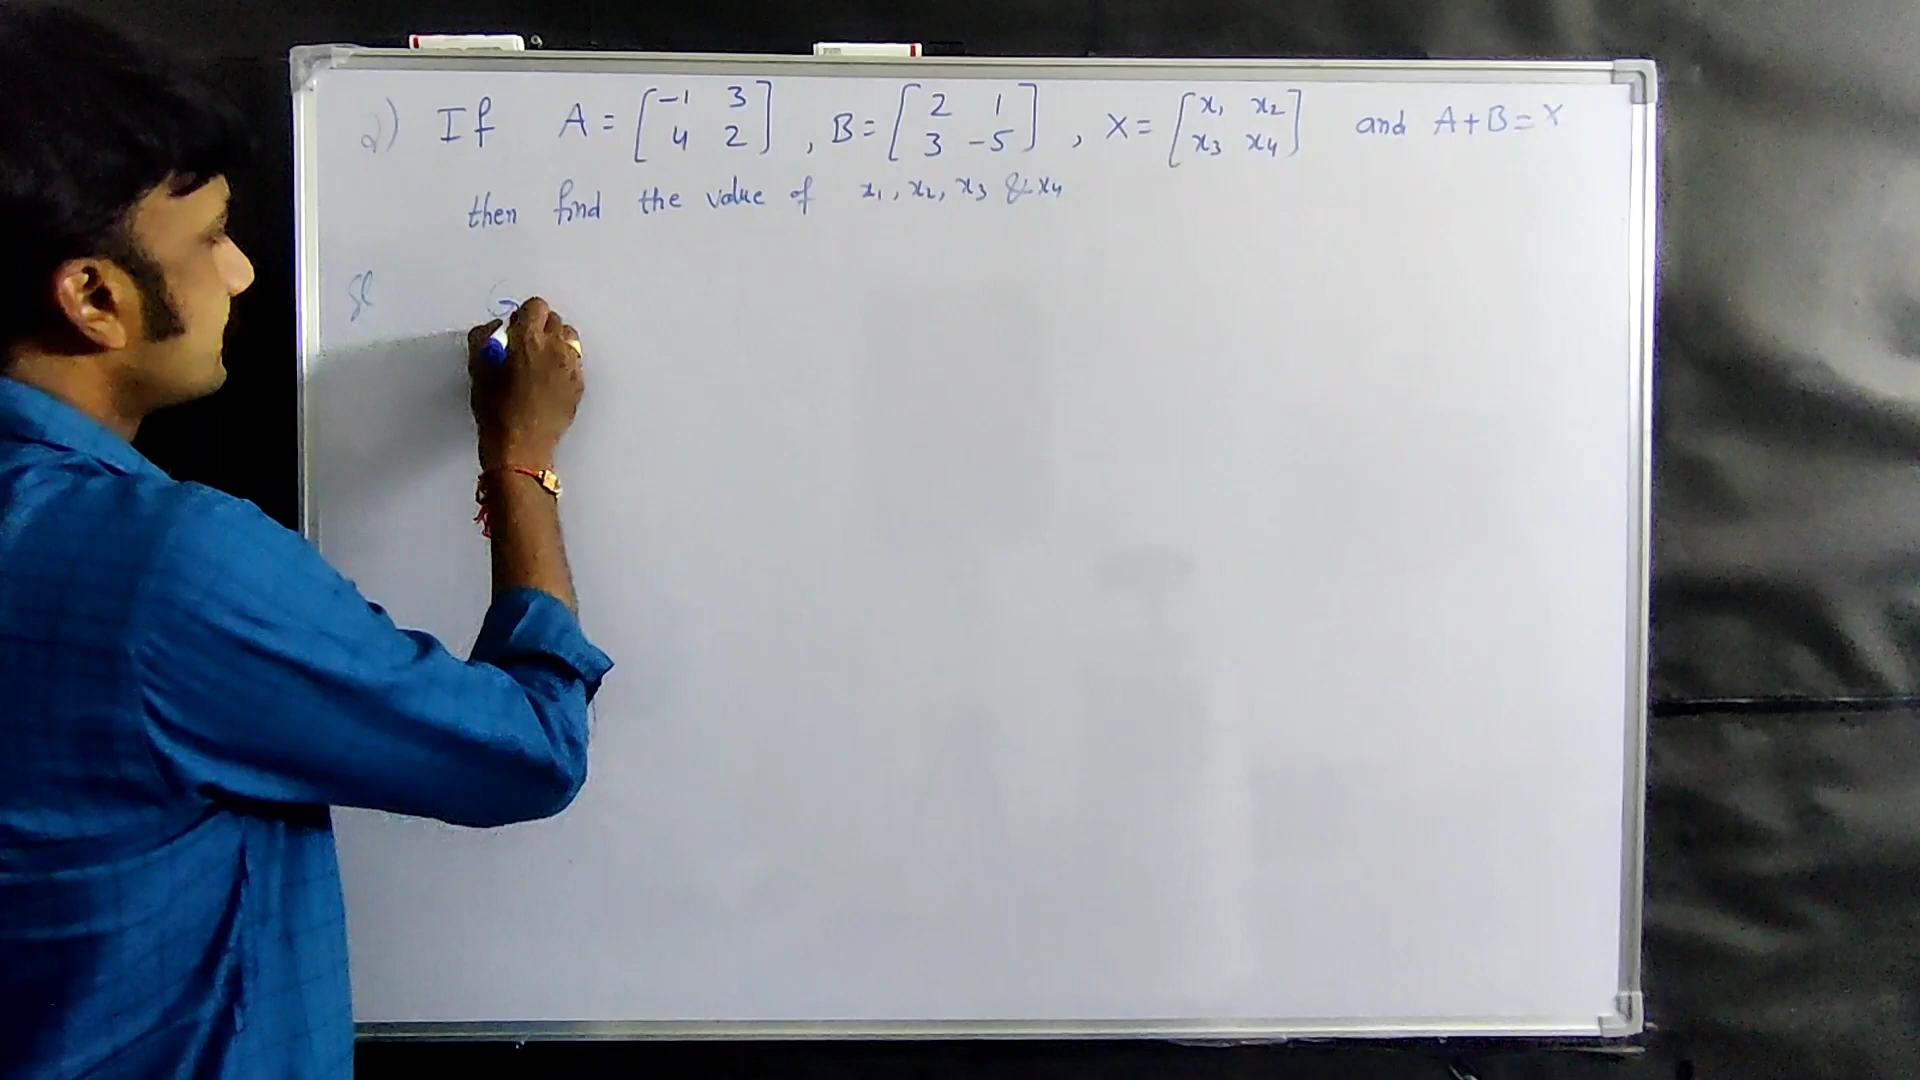 2) If A = [-1 3 4 2], B = [2 1 3 -5], X = [x1 x2 x3 x4] and A+B=X
then find the value of x1, x2, x3 & x4
Sol G